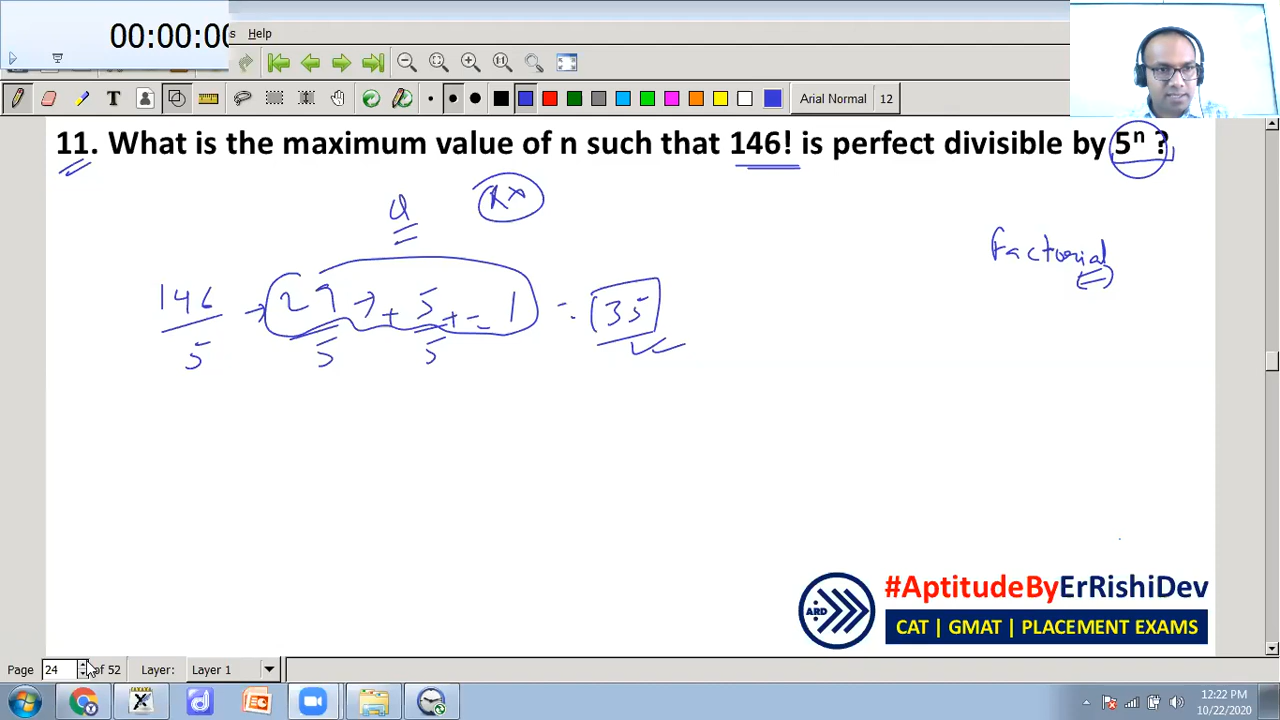 00:00:00
s Help
Arial Normal 12
11. What is the maximum value of n such that 146! is perfect divisible by 5ⁿ ?
Q
Factorial
146 → 29 → + 5 + 1 = 35
5 5 5
ARD
#AptitudeByErRishiDev
CAT | GMAT | PLACEMENT EXAMS
Page 24 of 52 Layer: Layer 1
12:22 PM
10/22/2020